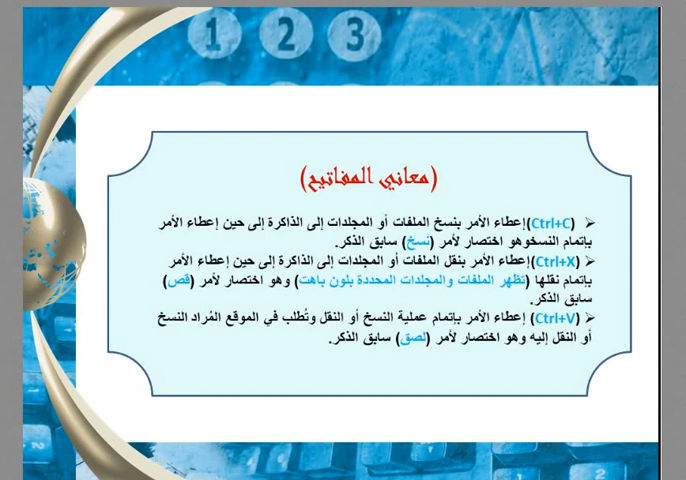 1 2 3
(معاني المفاتيح)
(Ctrl+C)إعطاء الأمر بنسخ الملفات أو المجلدات إلى الذاكرة إلى حين إعطاء الأمر
بإتمام النسخوهو اختصار لأمر (نسخ) سابق الذكر.
(Ctrl+X)إعطاء الأمر بنقل الملفات أو المجلدات إلى الذاكرة إلى حين إعطاء الأمر
بإتمام نقلها (تظهر الملفات والمجلدات المحددة بلون باهت) وهو اختصار لأمر (قص)
سابق الذكر.
(Ctrl+V) إعطاء الأمر بإتمام عملية النسخ أو النقل وتُطلب في الموقع المُراد النسخ
أو النقل إليه وهو اختصار لأمر (لصق) سابق الذكر.